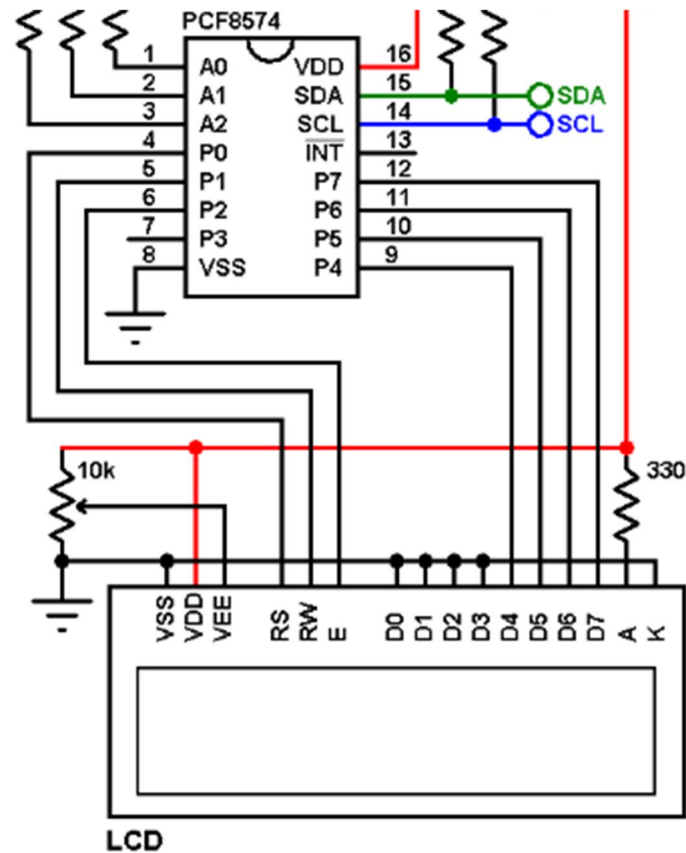 PCF8574
1 A0 VDD 16
2 A1 SDA 15 SDA
3 A2 SCL 14 SCL
4 P0 INT 13
5 P1 P7 12
6 P2 P6 11
7 P3 P5 10
8 VSS P4 9
10k 330
VSS VDD VEE RS RW E D0 D1 D2 D3 D4 D5 D6 D7 A K
LCD